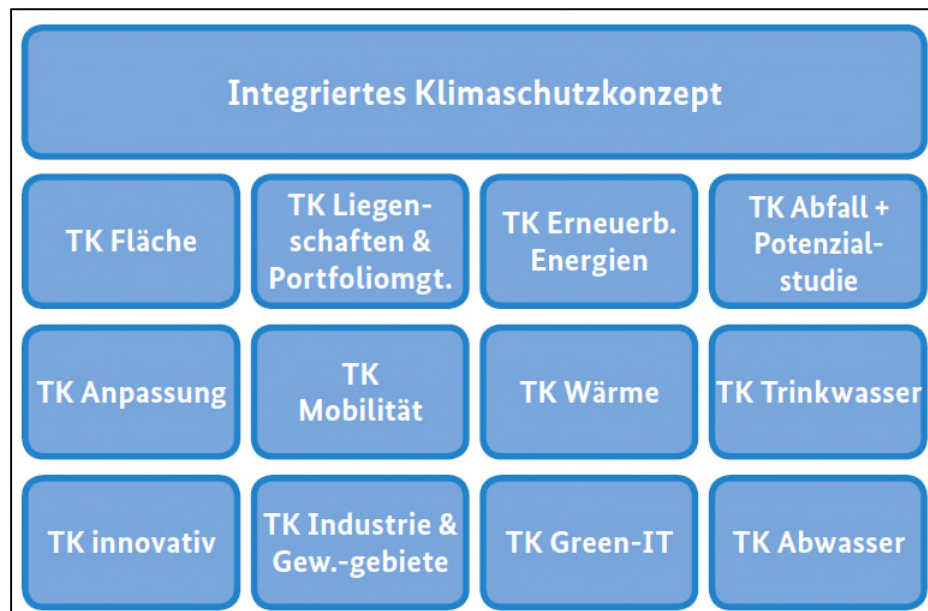 Integriertes Klimaschutzkonzept
TK Fläche
TK Liegen-
schaften &
Portfoliomgt.
TK Erneuerb.
Energien
TK Abfall +
Potenzial-
studie
TK Anpassung
TK
Mobilität
TK Wärme
TK Trinkwasser
TK innovativ
TK Industrie &
Gew.-gebiete
TK Green-IT
TK Abwasser